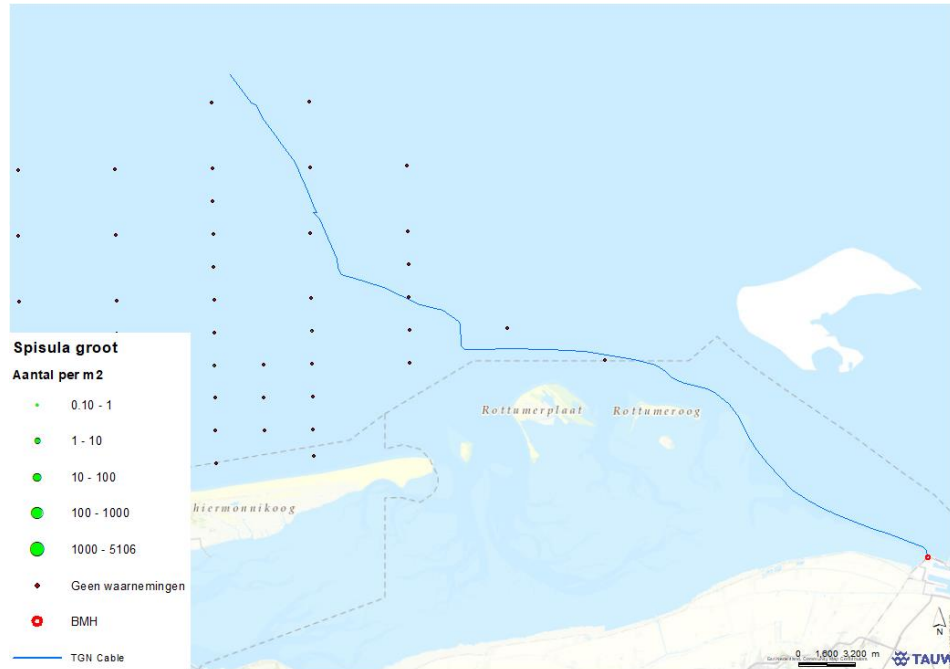 Rottumerplaat
Rottumeroog
hiermonnikoog
Spisula groot
Aantal per m2
0.10 - 1
1 - 10
10 - 100
100 - 1000
1000 - 5106
Geen waarnemingen
BMH
TGN Cable
N
0 1,600 3,200 m
TAUW